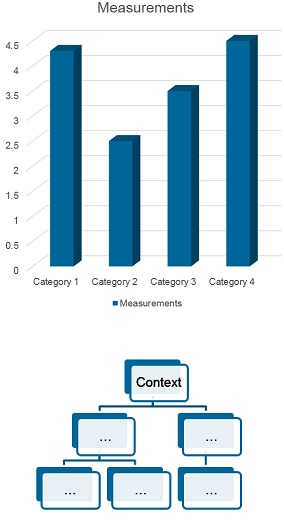 Measurements
4.5
4
3.5
3
2.5
2
1.5
1
0.5
0
Category 1 Category 2 Category 3 Category 4
Measurements
Context
... ...
... ... ...